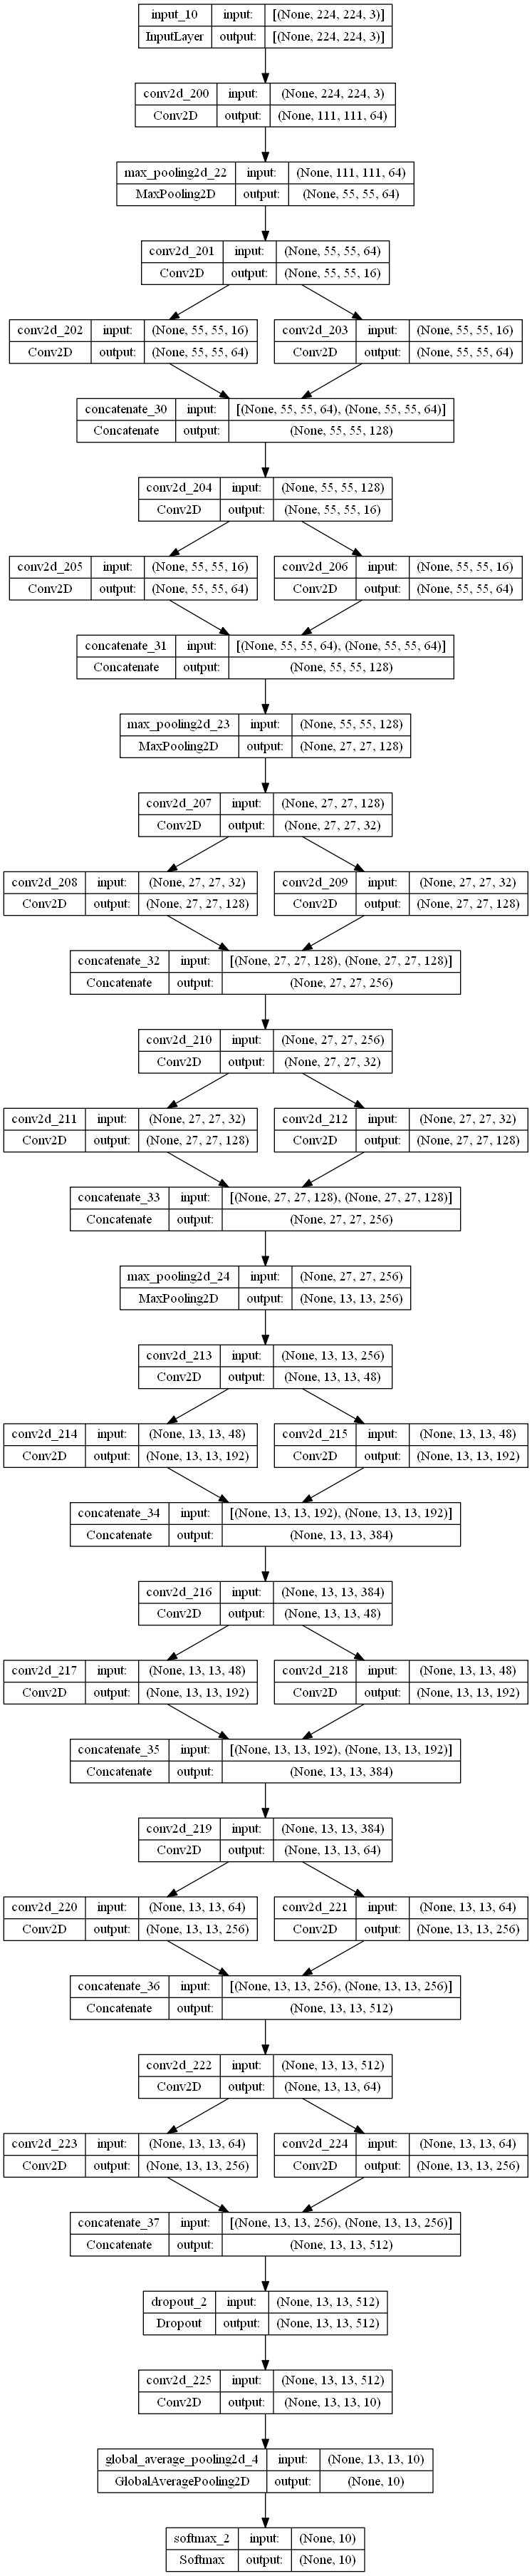 input_10 input: [(None, 224, 224, 3)]
InputLayer output: [(None, 224, 224, 3)]
conv2d_200 input: (None, 224, 224, 3)
Conv2D output: (None, 111, 111, 64)
max_pooling2d_22 input: (None, 111, 111, 64)
MaxPooling2D output: (None, 55, 55, 64)
conv2d_201 input: (None, 55, 55, 64)
Conv2D output: (None, 55, 55, 16)
conv2d_202 input: (None, 55, 55, 16)
Conv2D output: (None, 55, 55, 64)
conv2d_203 input: (None, 55, 55, 16)
Conv2D output: (None, 55, 55, 64)
concatenate_30 input: [(None, 55, 55, 64), (None, 55, 55, 64)]
Concatenate output: (None, 55, 55, 128)
conv2d_204 input: (None, 55, 55, 128)
Conv2D output: (None, 55, 55, 16)
conv2d_205 input: (None, 55, 55, 16)
Conv2D output: (None, 55, 55, 64)
conv2d_206 input: (None, 55, 55, 16)
Conv2D output: (None, 55, 55, 64)
concatenate_31 input: [(None, 55, 55, 64), (None, 55, 55, 64)]
Concatenate output: (None, 55, 55, 128)
max_pooling2d_23 input: (None, 55, 55, 128)
MaxPooling2D output: (None, 27, 27, 128)
conv2d_207 input: (None, 27, 27, 128)
Conv2D output: (None, 27, 27, 32)
conv2d_208 input: (None, 27, 27, 32)
Conv2D output: (None, 27, 27, 128)
conv2d_209 input: (None, 27, 27, 32)
Conv2D output: (None, 27, 27, 128)
concatenate_32 input: [(None, 27, 27, 128), (None, 27, 27, 128)]
Concatenate output: (None, 27, 27, 256)
conv2d_210 input: (None, 27, 27, 256)
Conv2D output: (None, 27, 27, 32)
conv2d_211 input: (None, 27, 27, 32)
Conv2D output: (None, 27, 27, 128)
conv2d_212 input: (None, 27, 27, 32)
Conv2D output: (None, 27, 27, 128)
concatenate_33 input: [(None, 27, 27, 128), (None, 27, 27, 128)]
Concatenate output: (None, 27, 27, 256)
max_pooling2d_24 input: (None, 27, 27, 256)
MaxPooling2D output: (None, 13, 13, 256)
conv2d_213 input: (None, 13, 13, 256)
Conv2D output: (None, 13, 13, 48)
conv2d_214 input: (None, 13, 13, 48)
Conv2D output: (None, 13, 13, 192)
conv2d_215 input: (None, 13, 13, 48)
Conv2D output: (None, 13, 13, 192)
concatenate_34 input: [(None, 13, 13, 192), (None, 13, 13, 192)]
Concatenate output: (None, 13, 13, 384)
conv2d_216 input: (None, 13, 13, 384)
Conv2D output: (None, 13, 13, 48)
conv2d_217 input: (None, 13, 13, 48)
Conv2D output: (None, 13, 13, 192)
conv2d_218 input: (None, 13, 13, 48)
Conv2D output: (None, 13, 13, 192)
concatenate_35 input: [(None, 13, 13, 192), (None, 13, 13, 192)]
Concatenate output: (None, 13, 13, 384)
conv2d_219 input: (None, 13, 13, 384)
Conv2D output: (None, 13, 13, 64)
conv2d_220 input: (None, 13, 13, 64)
Conv2D output: (None, 13, 13, 256)
conv2d_221 input: (None, 13, 13, 64)
Conv2D output: (None, 13, 13, 256)
concatenate_36 input: [(None, 13, 13, 256), (None, 13, 13, 256)]
Concatenate output: (None, 13, 13, 512)
conv2d_222 input: (None, 13, 13, 512)
Conv2D output: (None, 13, 13, 64)
conv2d_223 input: (None, 13, 13, 64)
Conv2D output: (None, 13, 13, 256)
conv2d_224 input: (None, 13, 13, 64)
Conv2D output: (None, 13, 13, 256)
concatenate_37 input: [(None, 13, 13, 256), (None, 13, 13, 256)]
Concatenate output: (None, 13, 13, 512)
dropout_2 input: (None, 13, 13, 512)
Dropout output: (None, 13, 13, 512)
conv2d_225 input: (None, 13, 13, 512)
Conv2D output: (None, 13, 13, 10)
global_average_pooling2d_4 input: (None, 13, 13, 10)
GlobalAveragePooling2D output: (None, 10)
softmax_2 input: (None, 10)
Softmax output: (None, 10)